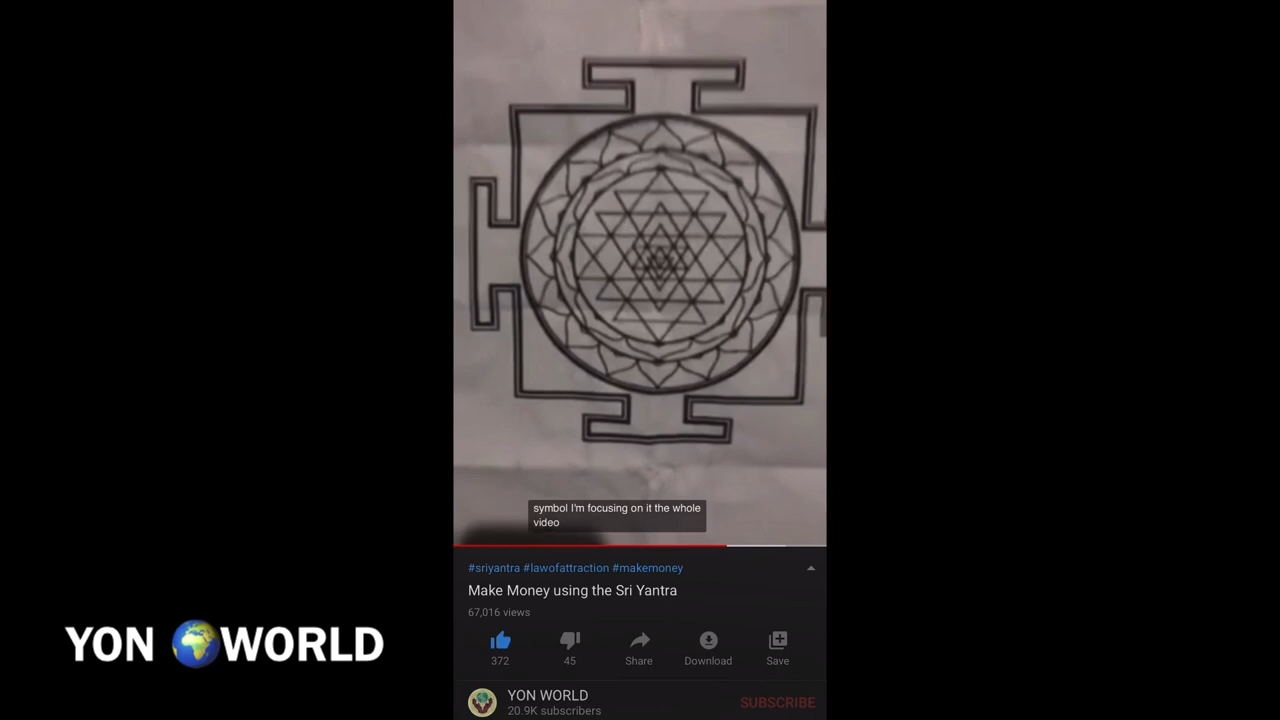 symbol I'm focusing on it the whole
video
#sriyantra #lawofattraction #makemoney
Make Money using the Sri Yantra
67,016 views
372
45
Share
Download
Save
YON WORLD
YON WORLD
20.9K subscribers
SUBSCRIBE